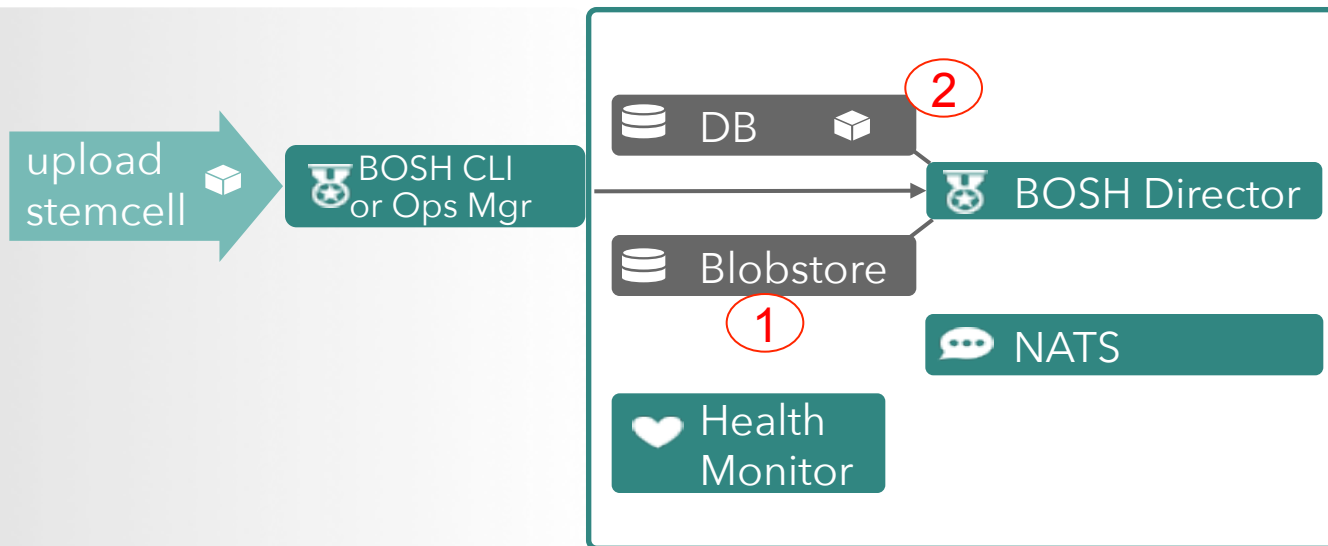 upload
stemcell
BOSH CLI
or Ops Mgr
DB
2
BOSH Director
Blobstore
1
NATS
Health
Monitor